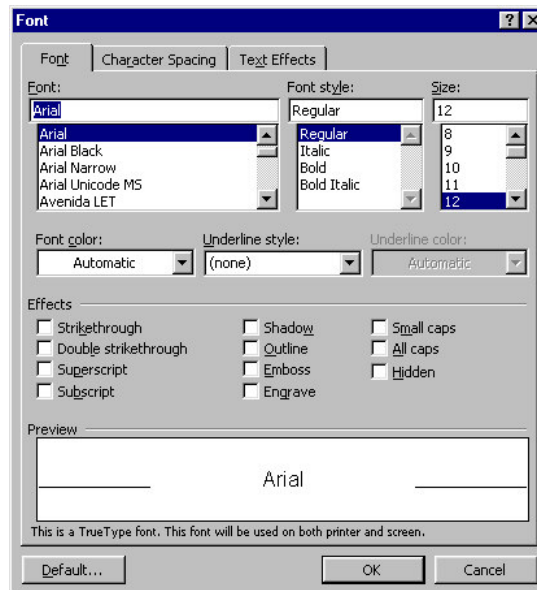 Font
Font Character Spacing Text Effects
Font: Font style: Size:
Arial Regular 12
Arial Regular 8
Arial Black Italic 9
Arial Narrow Bold 10
Arial Unicode MS Bold Italic 11
Avenida LET 12
Font color: Underline style: Underline color:
Automatic (none) Automatic
Effects
Strikethrough Shadow Small caps
Double strikethrough Outline All caps
Superscript Emboss Hidden
Subscript Engrave
Preview
Arial
This is a TrueType font. This font will be used on both printer and screen.
Default... OK Cancel